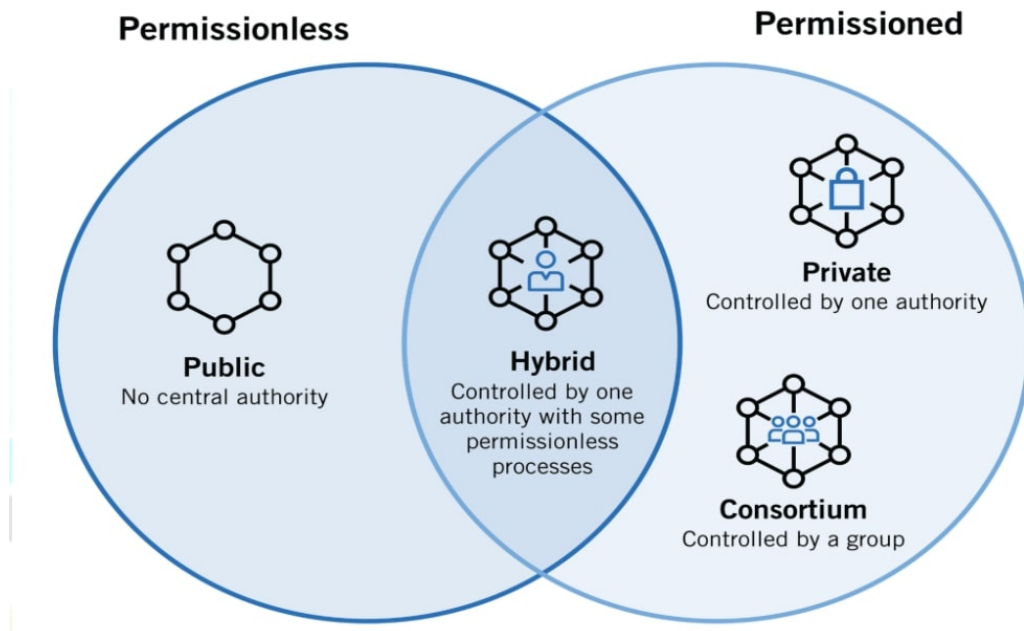 Permissionless
Permissioned
Public
No central authority
Hybrid
Controlled by one
authority with some
permissionless
processes
Private
Controlled by one authority
Consortium
Controlled by a group